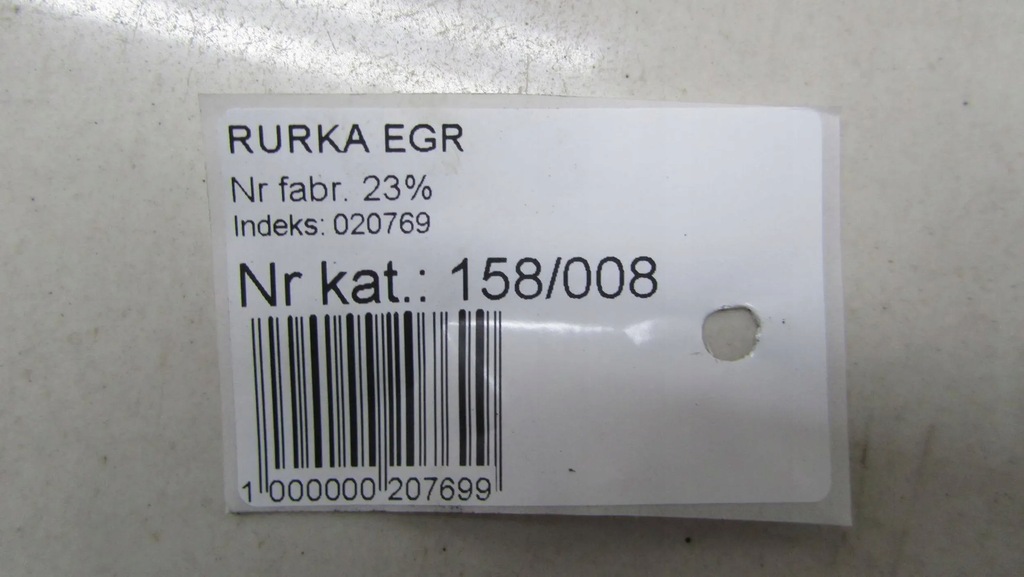 RURKA EGR
Nr fabr. 23%
Indeks: 020769
Nr kat.: 158/008
1 000000 207699